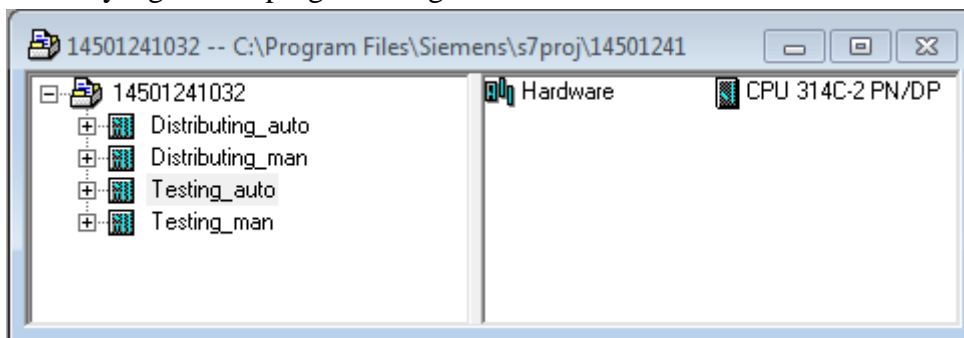 14501241032 -- C:\Program Files\Siemens\s7proj\14501241
14501241032
Distributing_auto
Distributing_man
Testing_auto
Testing_man
Hardware
CPU 314C-2 PN/DP